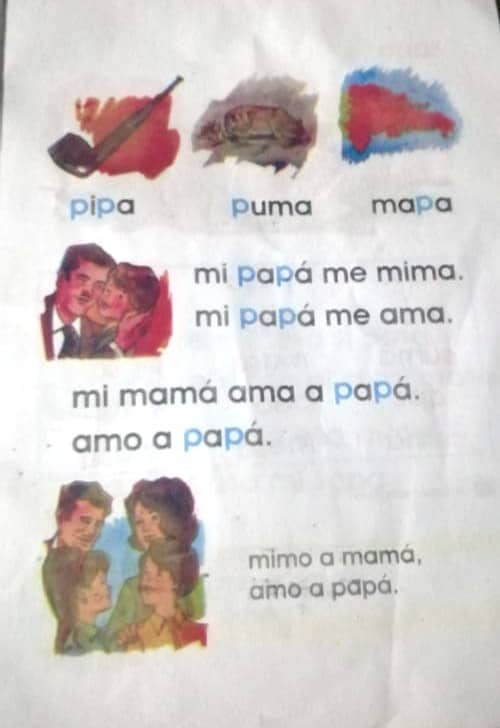 pipa puma mapa
mi papá me mima.
mi papá me ama.
mi mamá ama a papá.
amo a papá.
mimo a mamá,
amo a papá.